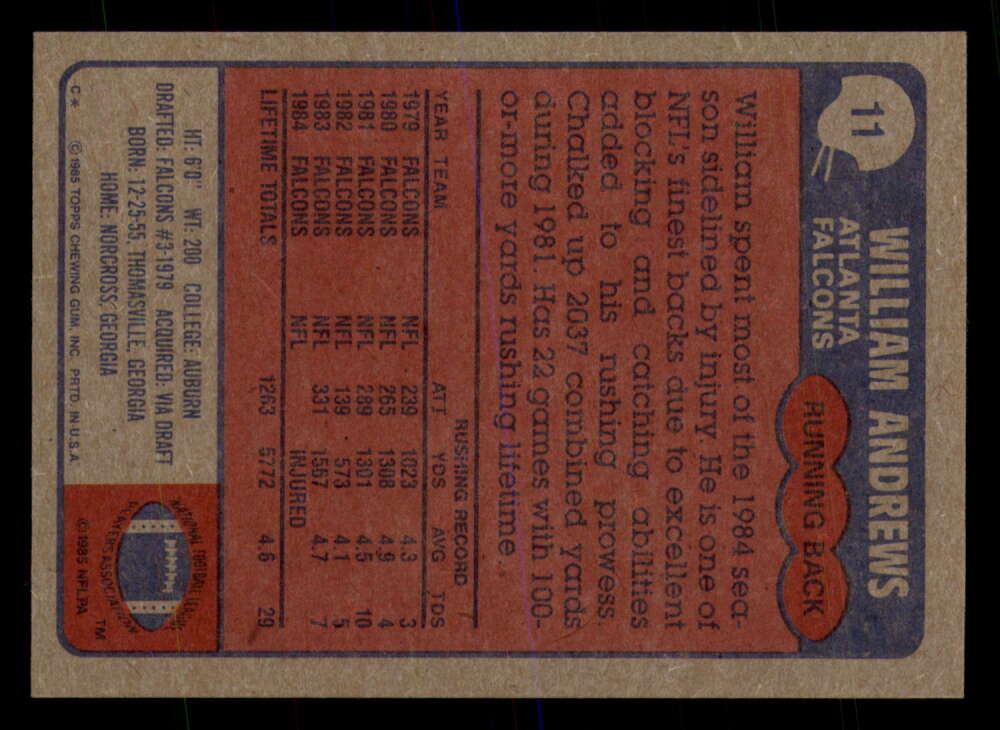 11
WILLIAM ANDREWS
ATLANTA
FALCONS
RUNNING BACK
William spent most of the 1984 sea-
son sidelined by injury. He is one of
NFL's finest backs due to excellent
blocking and catching abilities
added to his rushing prowess.
Chalked up 2037 combined yards
during 1981. Has 22 games with 100-
or-more yards rushing lifetime.
RUSHING RECORD
YEAR TEAM ATT YDS AVG TDS
1979 FALCONS NFL 239 1023 4.3 3
1980 FALCONS NFL 265 1308 4.9 4
1981 FALCONS NFL 289 1301 4.5 10
1982 FALCONS NFL 139 573 4.1 5
1983 FALCONS NFL 331 1567 4.7 7
1984 FALCONS NFL INJURED
LIFETIME TOTALS 1263 5772 4.6 29
HT: 6'0" WT: 200 COLLEGE: AUBURN
DRAFTED: FALCONS #3-1979 ACQUIRED: VIA DRAFT
BORN: 12-25-55, THOMASVILLE, GEORGIA
HOME: NORCROSS, GEORGIA
C* © 1985 TOPPS CHEWING GUM, INC. PRTD. IN U.S.A.
NATIONAL FOOTBALL LEAGUE
PLAYERS ASSOCIATION
TM
©1985 NFLPA